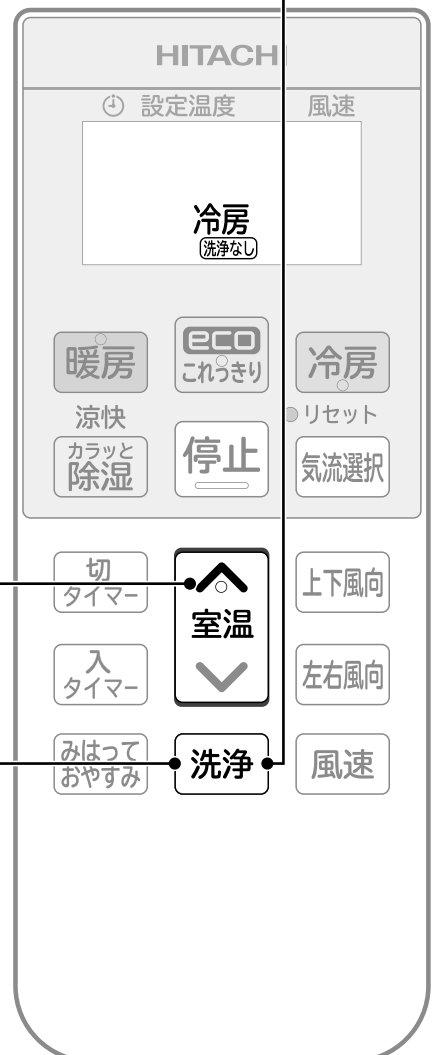 HITACHI
設定温度 風速
冷房
洗浄なし
暖房 eco これっきり 冷房
涼快 リセット
カラッと 除湿 停止 気流選択
切 タイマー 室温 上下風向
入 タイマー 左右風向
みはって おやすみ 洗浄 風速